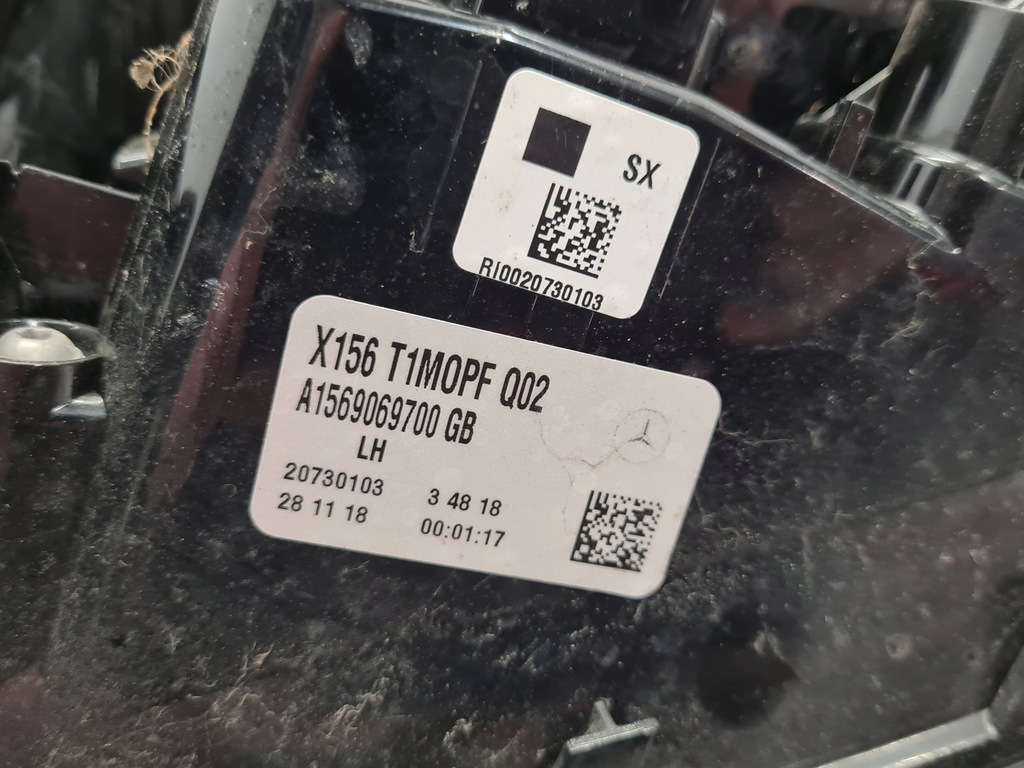 SX
RI0020730103
X156 T1MOPF Q02
A1569069700 GB
LH
20730103 3 48 18
28 11 18 00:01:17